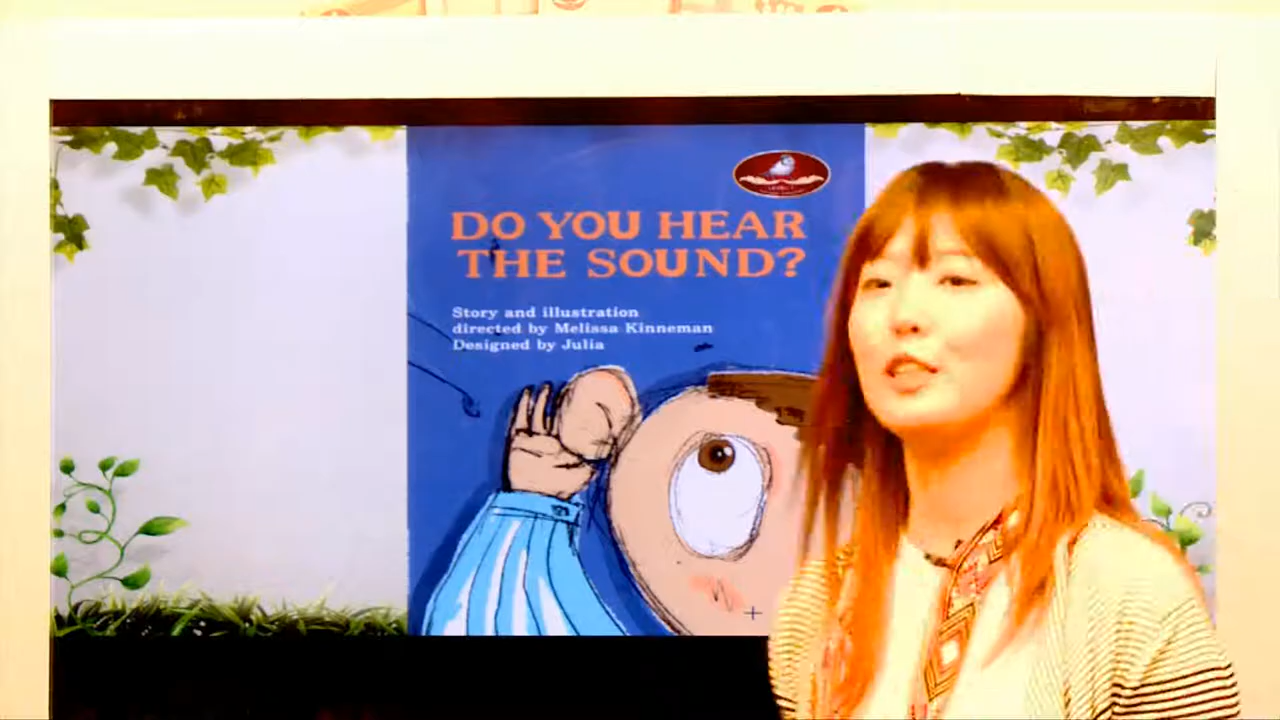 DO YOU HEAR
THE SOUND?
Story and illustration
directed by Melissa Kinneman
Designed by Julia